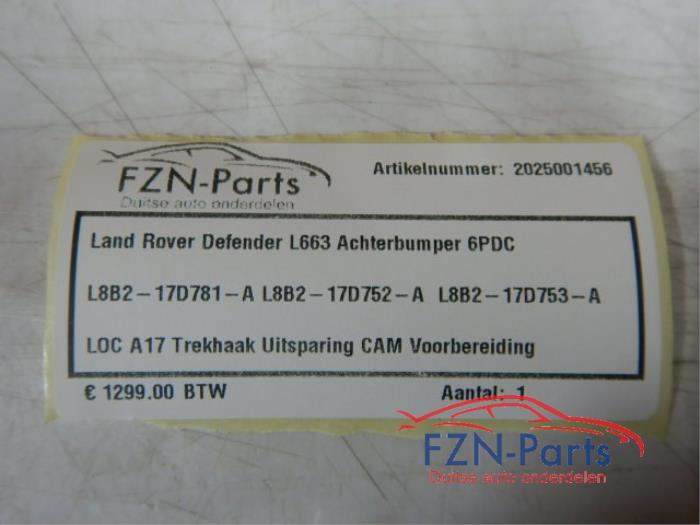 FZN-Parts
Duitse auto onderdelen
Artikelnummer: 2025001456
Land Rover Defender L663 Achterbumper 6PDC
L8B2-17D781-A L8B2-17D752-A L8B2-17D753-A
LOC A17 Trekhaak Uitsparing CAM Voorbereiding
€ 1299.00 BTW
Aantal: 1
FZN-Parts
Duitse auto onderdelen